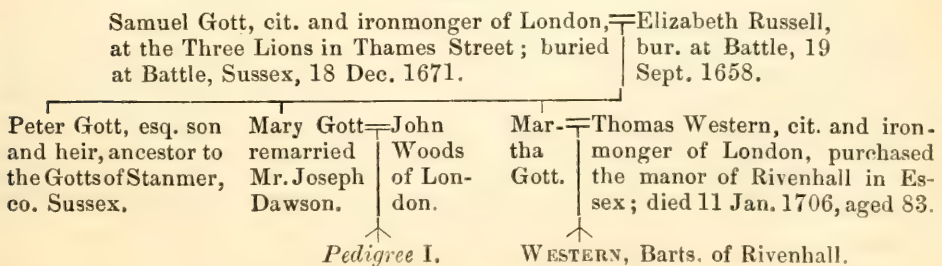 Samuel Gott, cit. and ironmonger of London,
at the Three Lions in Thames Street ; buried
at Battle, Sussex, 18 Dec. 1671.
Elizabeth Russell,
bur. at Battle, 19
Sept. 1658.
Peter Gott, esq. son
and heir, ancestor to
the Gotts of Stanmer,
co. Sussex.
Mary Gott
remarried
Mr. Joseph
Dawson.
John
Woods
of Lon-
don.
Mar-
tha
Gott.
Thomas Western, cit. and iron-
monger of London, purchased
the manor of Rivenhall in Es-
sex ; died 11 Jan. 1706, aged 83.
Pedigree I.
WESTERN, Barts. of Rivenhall.